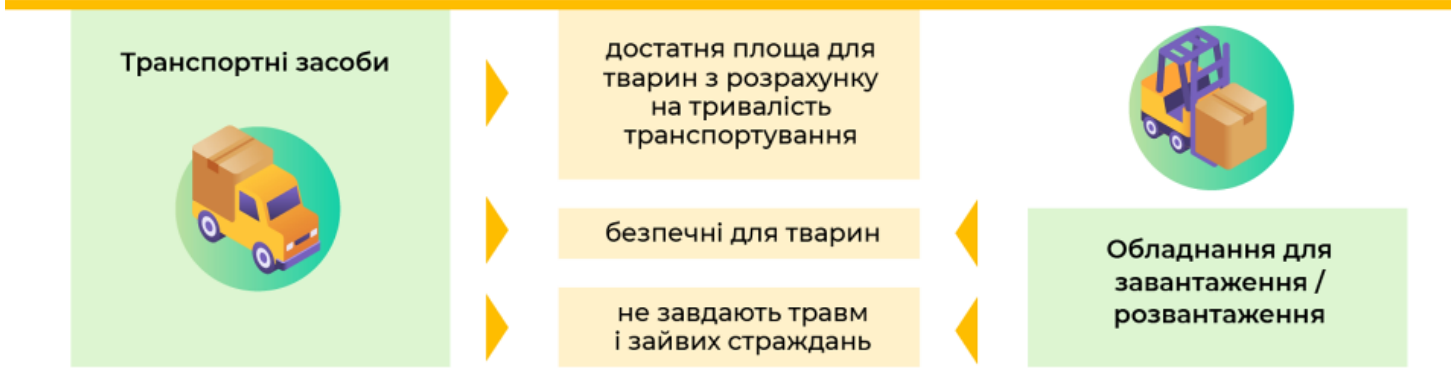 Транспортні засоби
достатня площа для
тварин з розрахунку
на тривалість
транспортування
безпечні для тварин
не завдають травм
і зайвих страждань
Обладнання для
завантаження /
розвантаження